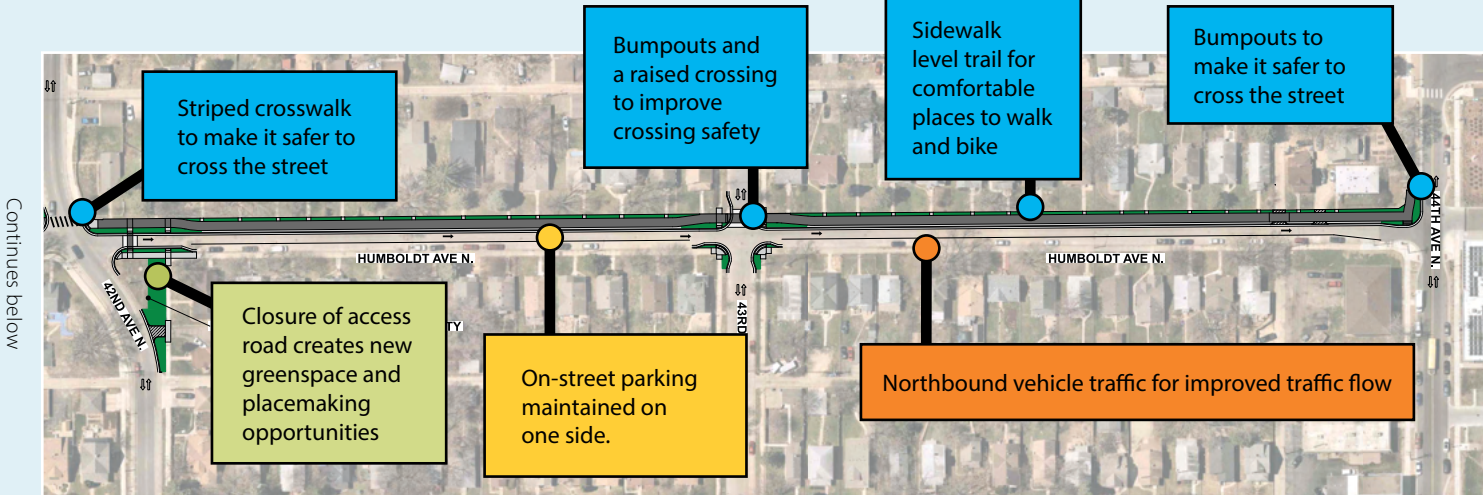 Continues below
Striped crosswalk
to make it safer to
cross the street
Bumpouts and
a raised crossing
to improve
crossing safety
Sidewalk
level trail for
comfortable
places to walk
and bike
Bumpouts to
make it safer to
cross the street
HUMBOLDT AVE N.
HUMBOLDT AVE N.
42ND AVE N.
43RD
44TH AVE N.
TY
Closure of access
road creates new
greenspace and
placemaking
opportunities
On-street parking
maintained on
one side.
Northbound vehicle traffic for improved traffic flow